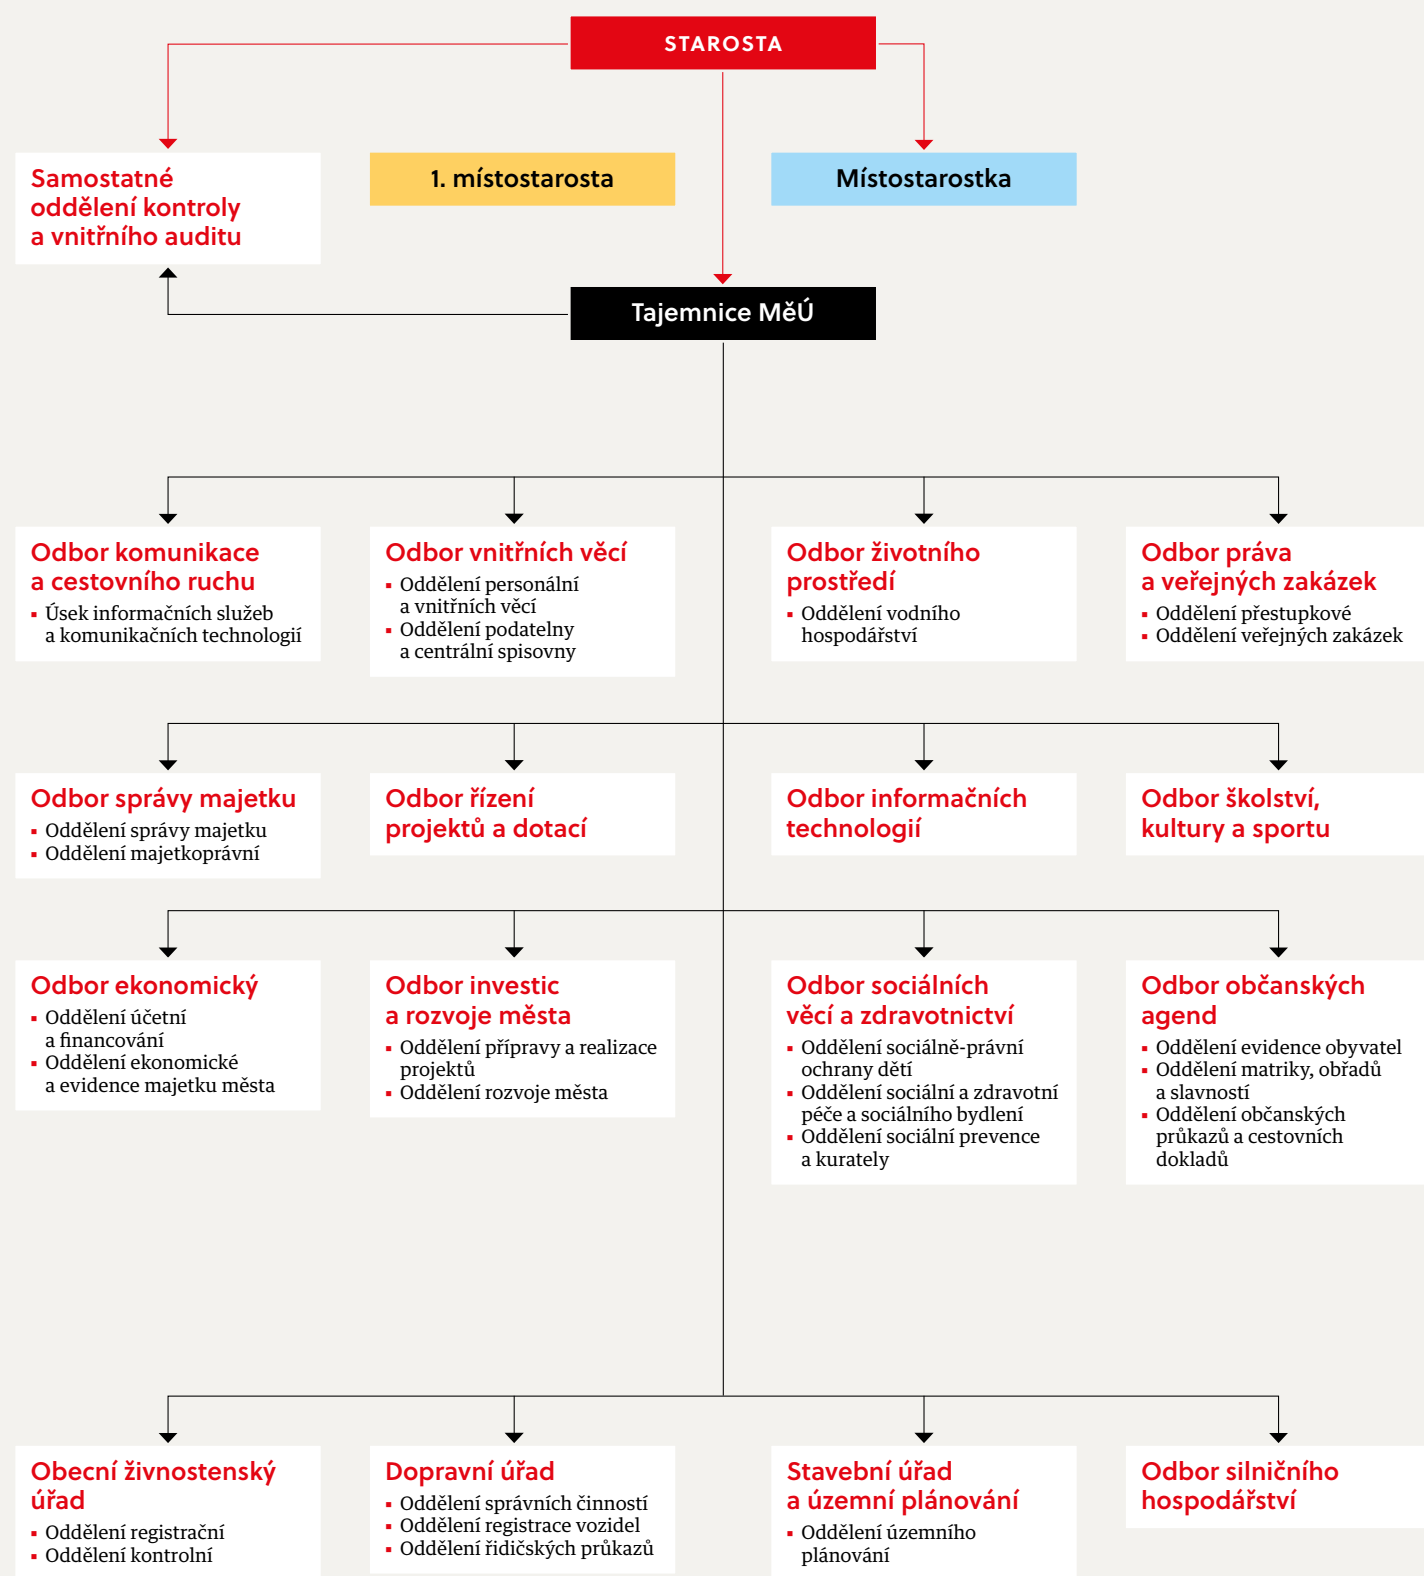 STAROSTA
Samostatné
oddělení kontroly
a vnitřního auditu
1. místostarosta
Místostarostka
Tajemnice MěÚ
Odbor komunikace
a cestovního ruchu
▪ Úsek informačních služeb
a komunikačních technologií
Odbor vnitřních věcí
▪ Oddělení personální
a vnitřních věcí
▪ Oddělení podatelny
a centrální spisovny
Odbor životního
prostředí
▪ Oddělení vodního
hospodářství
Odbor práva
a veřejných zakázek
▪ Oddělení přestupkové
▪ Oddělení veřejných zakázek
Odbor správy majetku
▪ Oddělení správy majetku
▪ Oddělení majetkoprávní
Odbor řízení
projektů a dotací
Odbor informačních
technologií
Odbor školství,
kultury a sportu
Odbor ekonomický
▪ Oddělení účetní
a financování
▪ Oddělení ekonomické
a evidence majetku města
Odbor investic
a rozvoje města
▪ Oddělení přípravy a realizace
projektů
▪ Oddělení rozvoje města
Odbor sociálních
věcí a zdravotnictví
▪ Oddělení sociálně-právní
ochrany dětí
▪ Oddělení sociální a zdravotní
péče a sociálního bydlení
▪ Oddělení sociální prevence
a kurately
Odbor občanských
agend
▪ Oddělení evidence obyvatel
▪ Oddělení matriky, obřadů
a slavností
▪ Oddělení občanských
průkazů a cestovních
dokladů
Obecní živnostenský
úřad
▪ Oddělení registrační
▪ Oddělení kontrolní
Dopravní úřad
▪ Oddělení správních činností
▪ Oddělení registrace vozidel
▪ Oddělení řidičských průkazů
Stavební úřad
a územní plánování
▪ Oddělení územního
plánování
Odbor silničního
hospodářství